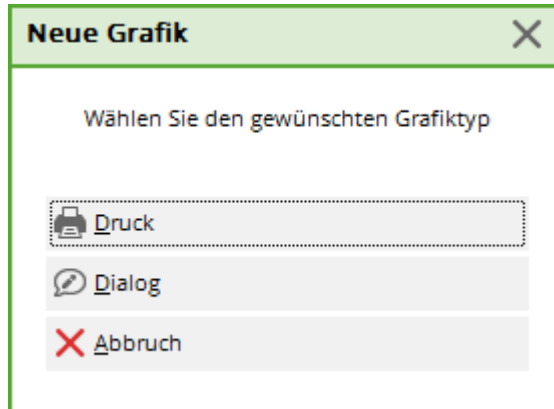 Neue Grafik
Wählen Sie den gewünschten Grafiktyp
Druck
Dialog
Abbruch